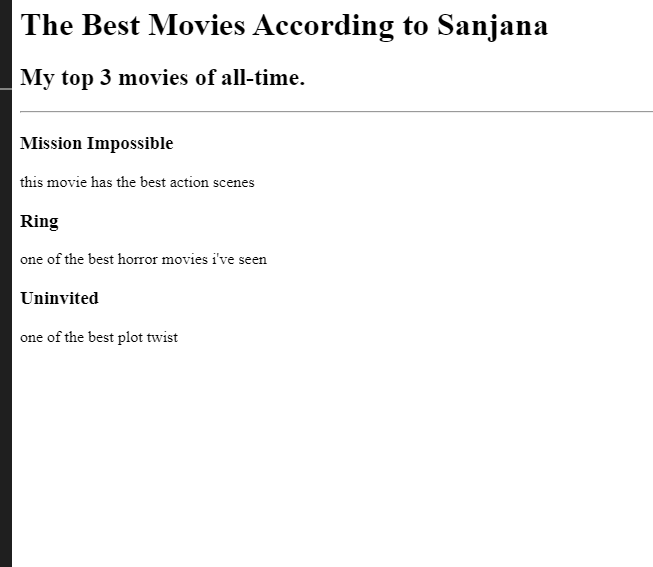 The Best Movies According to Sanjana
My top 3 movies of all-time.
Mission Impossible
this movie has the best action scenes
Ring
one of the best horror movies i've seen
Uninvited
one of the best plot twist